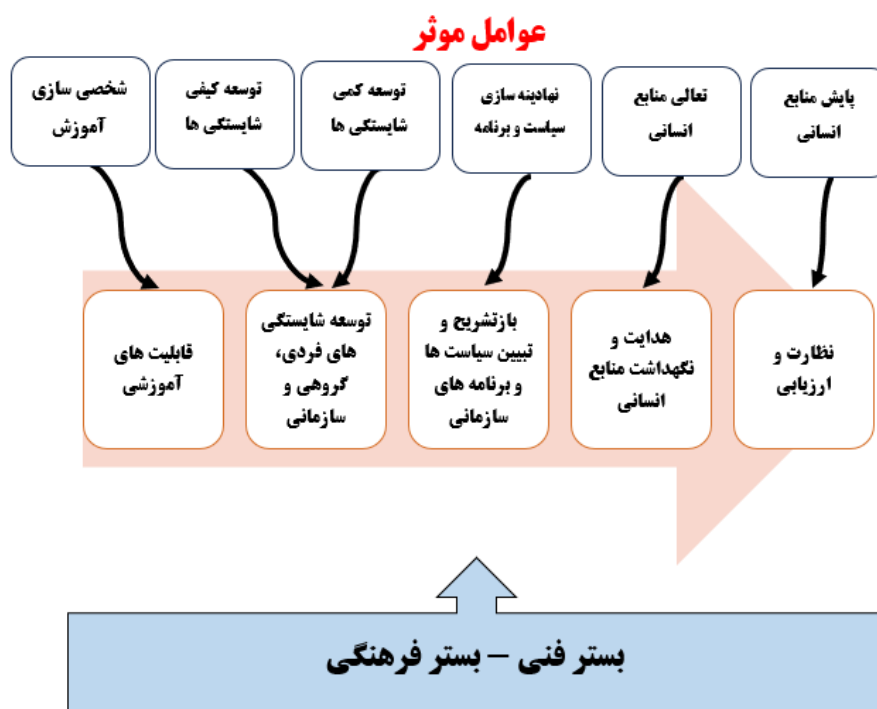 عوامل موثر
پایش منابع
انسانی
تعالی منابع
انسانی
نهادینه سازی
سیاست و برنامه
توسعه کمی
شایستگی ها
توسعه کیفی
شایستگی ها
شخصی سازی
آموزش
نظارت و
ارزیابی
هدایت و
نگهداشت منابع
انسانی
بازتشریح و
تبیین سیاست ها
و برنامه های
سازمانی
توسعه شایستگی
های فردی،
گروهی و
سازمانی
قابلیت های
آموزشی
بستر فنی – بستر فرهنگی